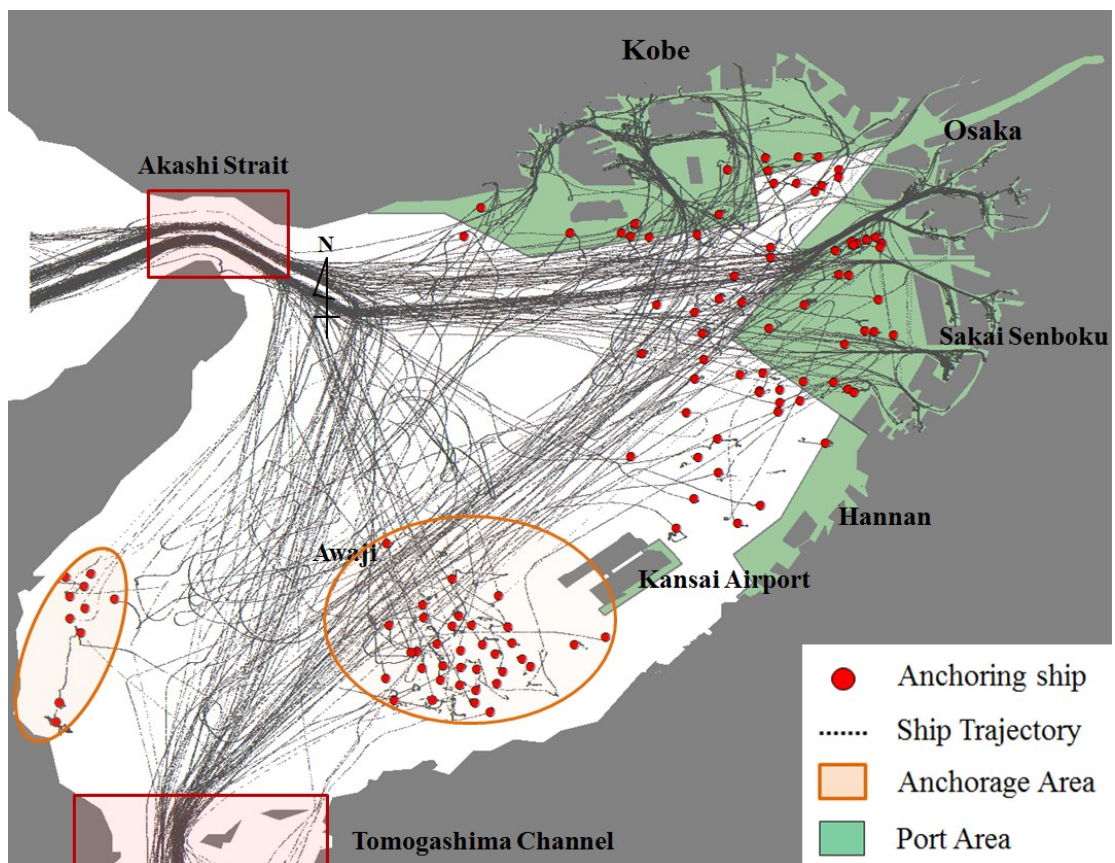 Kobe
Osaka
Akashi Strait
N
Sakai Senboku
Hannan
Awaji
Kansai Airport
Anchoring ship
Ship Trajectory
Anchorage Area
Port Area
Tomogashima Channel